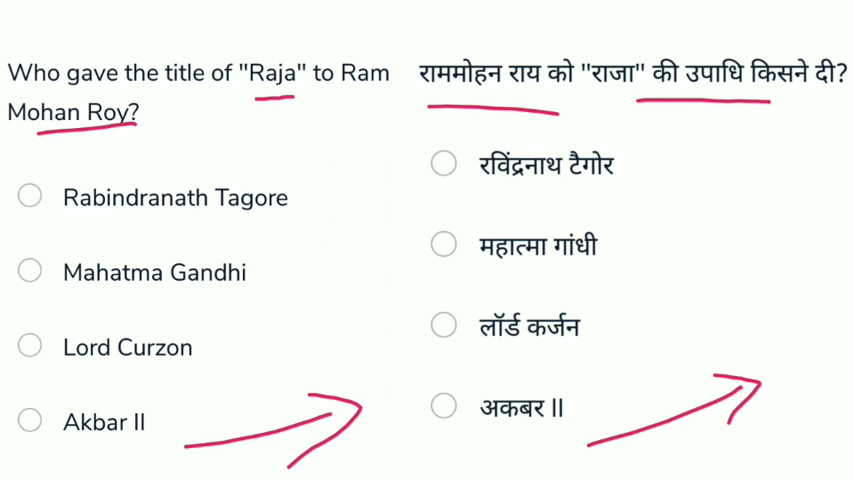 Who gave the title of "Raja" to Ram
Mohan Roy?
Rabindranath Tagore
Mahatma Gandhi
Lord Curzon
Akbar II
राममोहन राय को "राजा" की उपाधि किसने दी?
रविंद्रनाथ टैगोर
महात्मा गांधी
लॉर्ड कर्जन
अकबर II